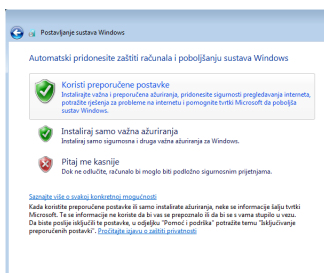 Postavljanje sustava Windows
Automatski pridonesite zaštiti računala i poboljšanju sustava Windows
Koristi preporučene postavke
Instalirajte važna i preporučena ažuriranja, pridonesite sigurnosti pregledavanja interneta,
potražite rješenja za probleme na internetu i pomognite tvrtki Microsoft da poboljša
sustav Windows.
Instaliraj samo važna ažuriranja
Instaliraj samo sigurnosne i druga važna ažuriranja za Windows.
Pitaj me kasnije
Dok ne odlučite, računalo bi moglo biti podložno sigurnosnim prijetnjama.
Saznajte više o svakoj konkretnoj mogućnosti
Kada koristite preporučene postavke ili samo instalirate ažuriranja, neke se informacije šalju tvrtki
Microsoft. Te se informacije ne koriste da bi vas se prepoznalo ili da bi se s vama stupilo u vezu.
Da biste poslije isključili te postavke, u odjeljku "Pomoć i podrška" potražite temu "Isključivanje
preporučenih postavki". Pročitajte izjavu o zaštiti privatnosti